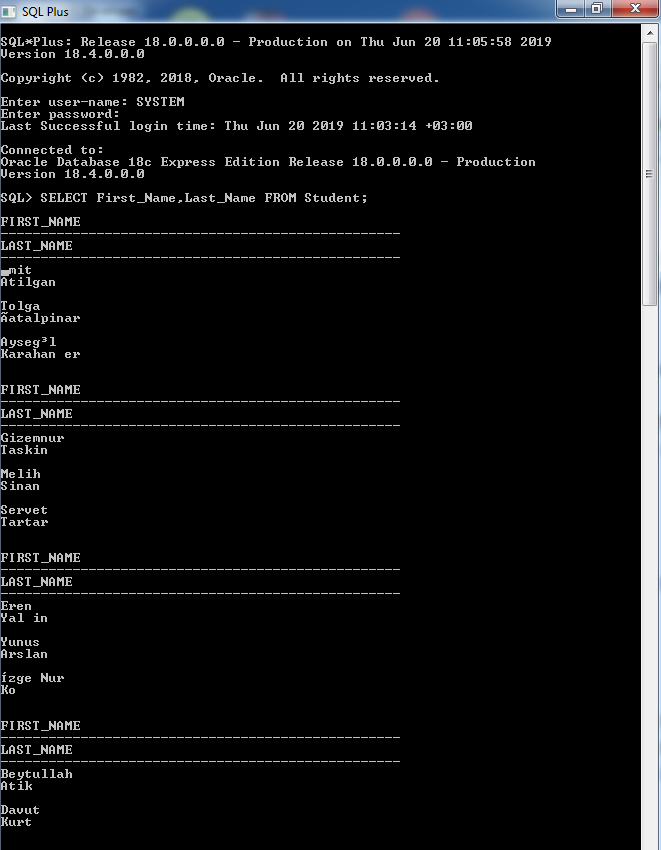 SQL Plus
SQL*Plus: Release 18.0.0.0.0 - Production on Thu Jun 20 11:05:58 2019
Version 18.4.0.0.0
Copyright (c) 1982, 2018, Oracle.  All rights reserved.
Enter user-name: SYSTEM
Enter password:
Last Successful login time: Thu Jun 20 2019 11:03:14 +03:00
Connected to:
Oracle Database 18c Express Edition Release 18.0.0.0.0 - Production
Version 18.4.0.0.0
SQL> SELECT First_Name,Last_Name FROM Student;
FIRST_NAME
--------------------------------------------------
LAST_NAME
--------------------------------------------------
▄mit
Atilgan
Tolga
Ãatalpinar
Ayseg³l
Karahan er
FIRST_NAME
--------------------------------------------------
LAST_NAME
--------------------------------------------------
Gizemnur
Taskin
Melih
Sinan
Servet
Tartar
FIRST_NAME
--------------------------------------------------
LAST_NAME
--------------------------------------------------
Eren
Yal in
Yunus
Arslan
ízge Nur
Ko
FIRST_NAME
--------------------------------------------------
LAST_NAME
--------------------------------------------------
Beytullah
Atik
Davut
Kurt